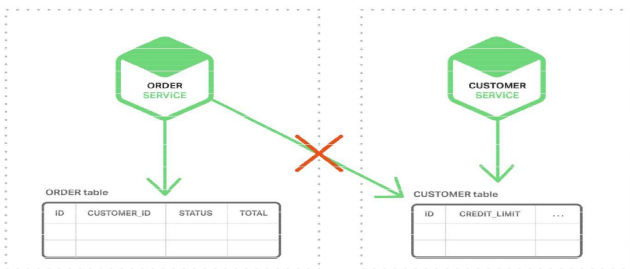 ORDER
SERVICE
CUSTOMER
SERVICE
ORDER table
ID CUSTOMER_ID STATUS TOTAL
CUSTOMER table
ID CREDIT_LIMIT ...